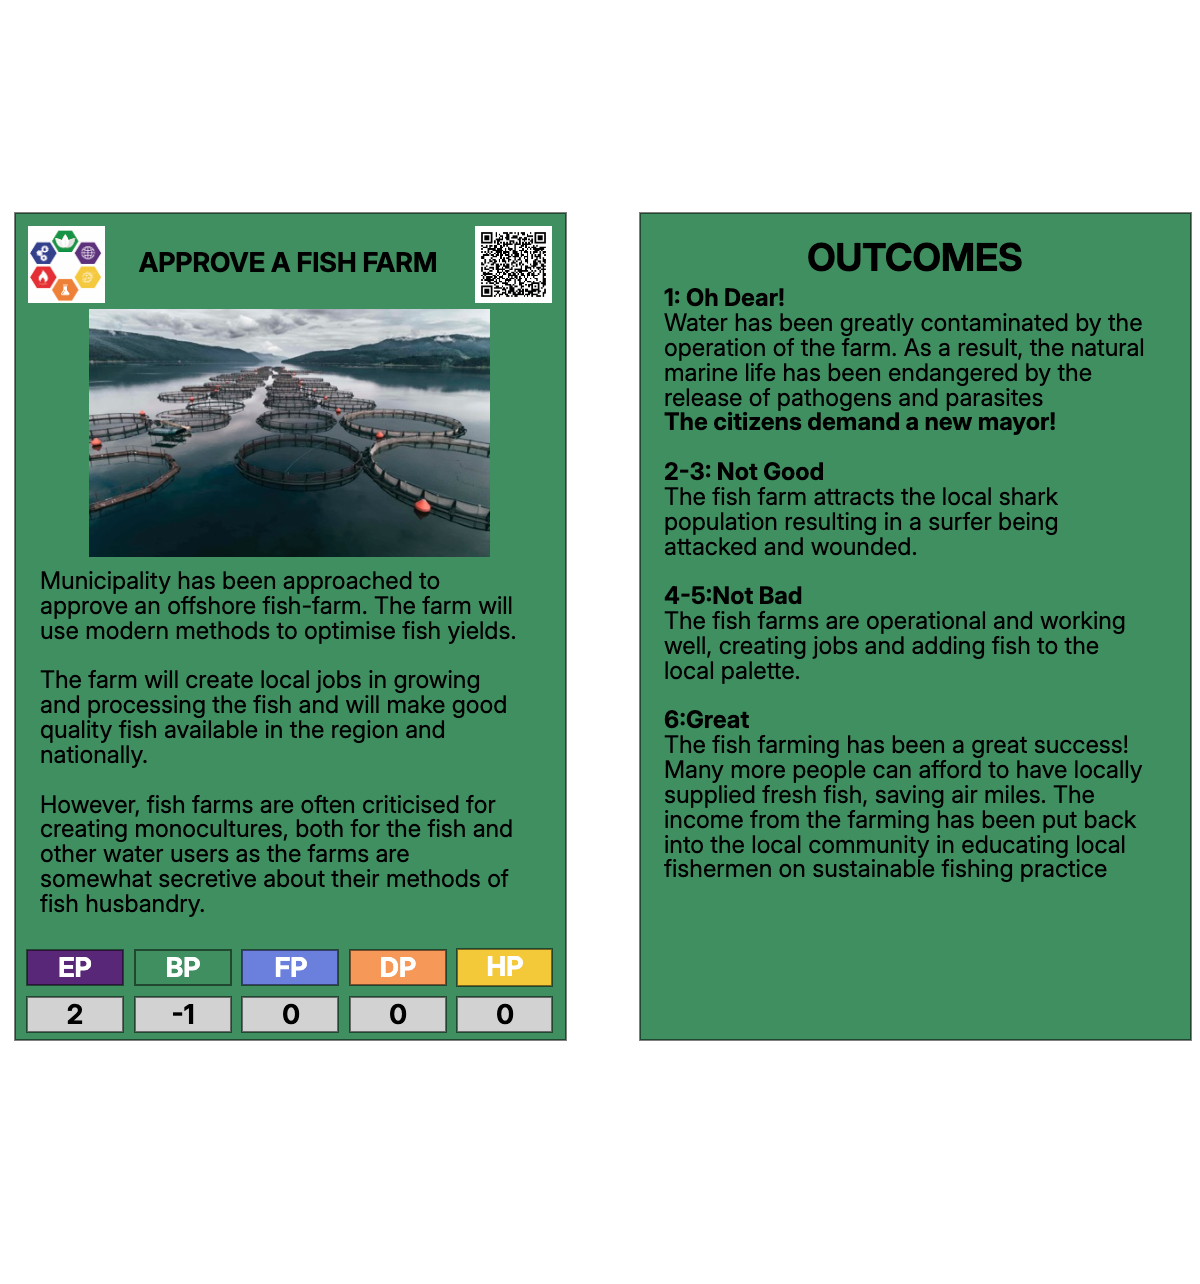 APPROVE A FISH FARM
Municipality has been approached to
approve an offshore fish-farm. The farm will
use modern methods to optimise fish yields.
The farm will create local jobs in growing
and processing the fish and will make good
quality fish available in the region and
nationally.
However, fish farms are often criticised for
creating monocultures, both for the fish and
other water users as the farms are
somewhat secretive about their methods of
fish husbandry.
EP BP FP DP HP
2 -1 0 0 0
OUTCOMES
1: Oh Dear!
Water has been greatly contaminated by the
operation of the farm. As a result, the natural
marine life has been endangered by the
release of pathogens and parasites
The citizens demand a new mayor!
2-3: Not Good
The fish farm attracts the local shark
population resulting in a surfer being
attacked and wounded.
4-5:Not Bad
The fish farms are operational and working
well, creating jobs and adding fish to the
local palette.
6:Great
The fish farming has been a great success!
Many more people can afford to have locally
supplied fresh fish, saving air miles. The
income from the farming has been put back
into the local community in educating local
fishermen on sustainable fishing practice